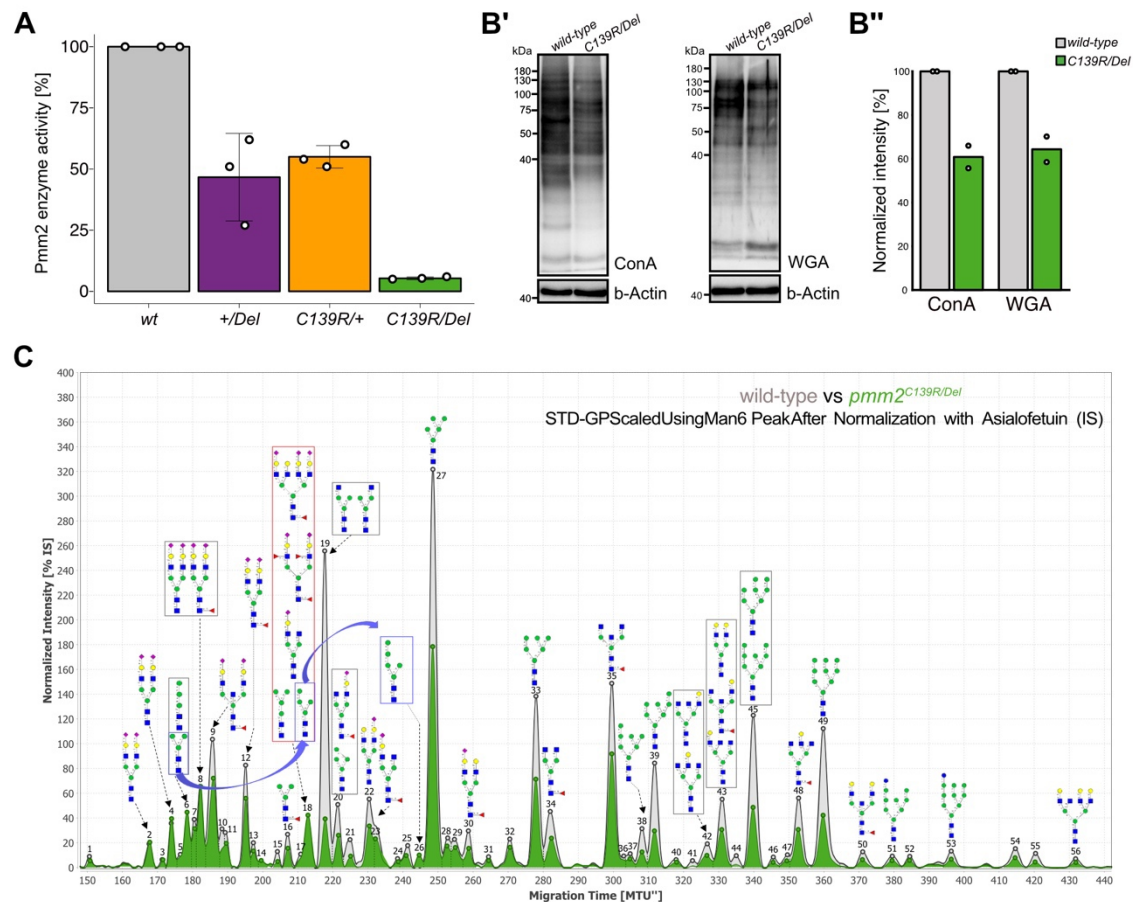 A
Pmm2 enzyme activity [%]
100
75
50
25
0
wt
+/Del
C139R/+
C139R/Del
B'
kDa
wild-type
C139R/Del
180
130
100
75
50
40
ConA
40
b-Actin
kDa
wild-type
C139R/Del
180
130
100
75
50
40
WGA
40
b-Actin
B"
wild-type
C139R/Del
Normalized intensity [%]
100
80
60
40
20
0
ConA
WGA
C
wild-type vs pmm2C139R/Del
STD-GPScaledUsingMan6 PeakAfter Normalization with Asialofetuin (IS)
Normalized Intensity [% IS]
400
380
360
340
320
300
280
260
240
220
200
180
160
140
120
100
80
60
40
20
0
1 2 3 4 5 6 7 8 9 10 11 12 13 14 15 16 17 18 19 20 21 22 23 24 25 26 27 28 29 30 31 32 33 34 35 36 37 38 39 40 41 42 43 44 45 46 47 48 49 50 51 52 53 54 55 56
150 160 170 180 190 200 210 220 230 240 250 260 270 280 290 300 310 320 330 340 350 360 370 380 390 400 410 420 430 440
Migration Time [MTU"]